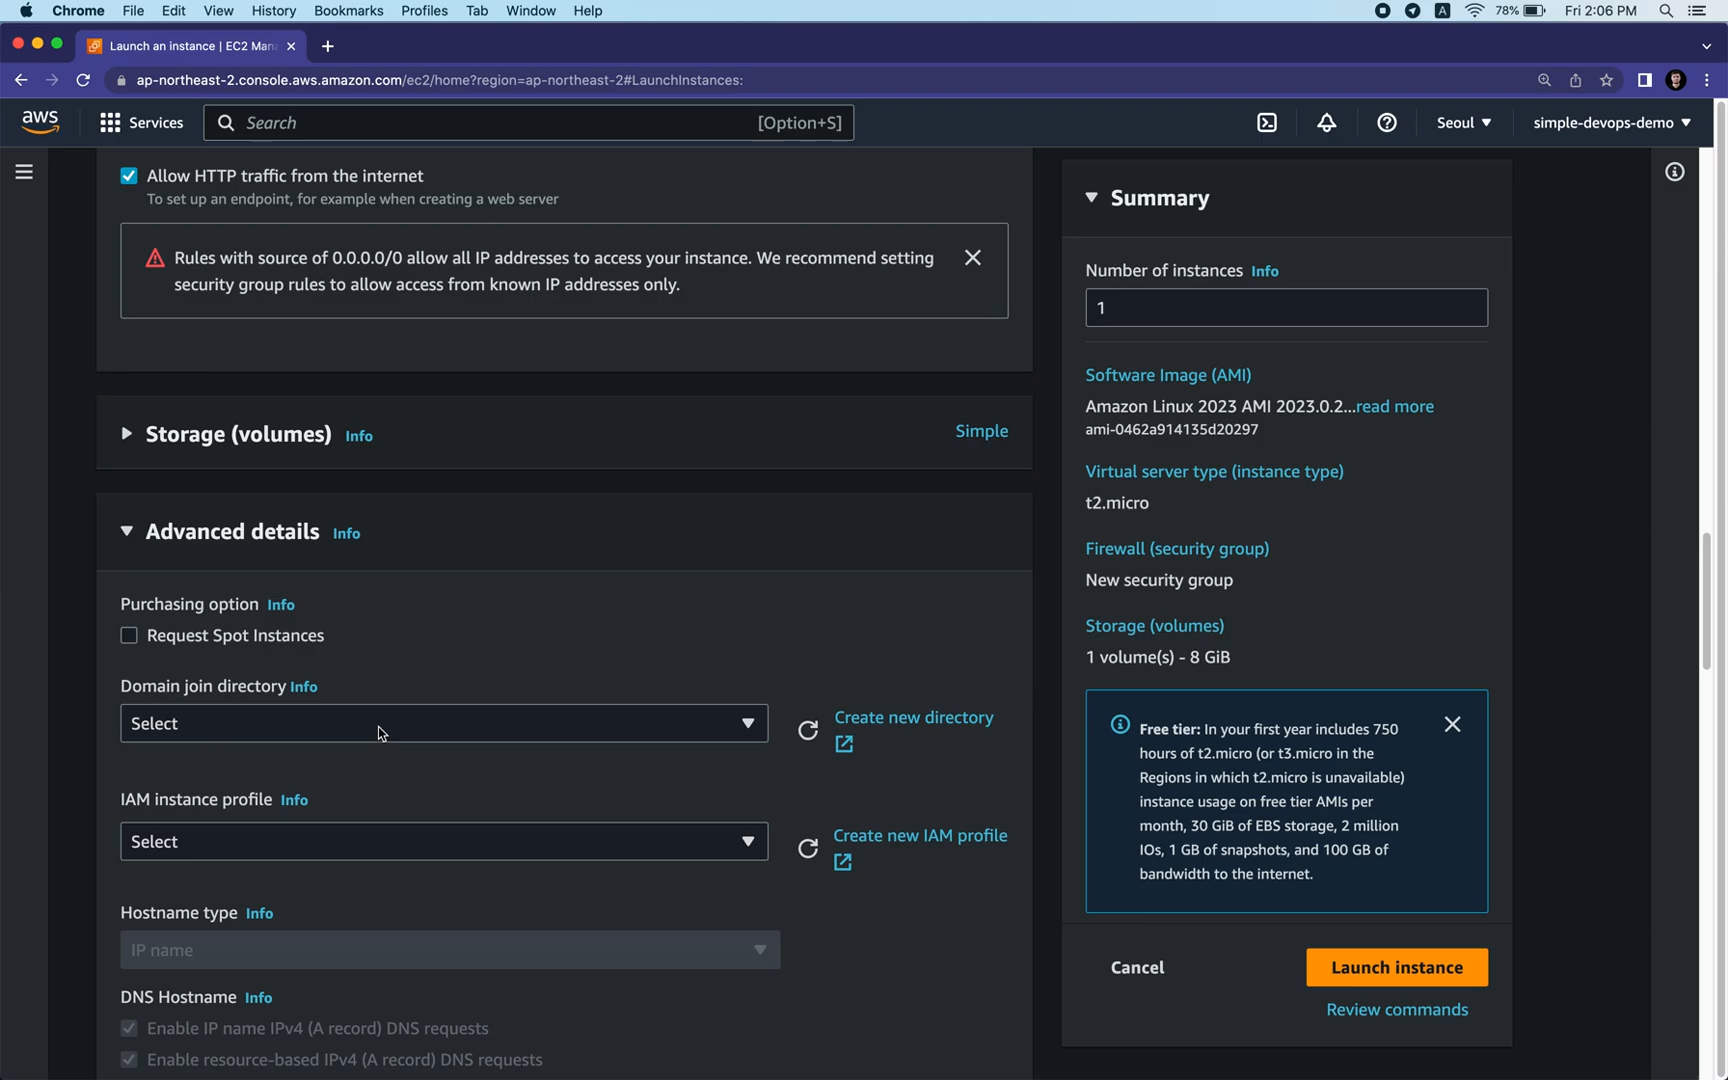 Chrome File Edit View History Bookmarks Profiles Tab Window Help A 78% Fri 2:06 PM
Launch an instance | EC2 Man
ap-northeast-2.console.aws.amazon.com/ec2/home?region=ap-northeast-2#LaunchInstances:
aws Services Search [Option+S] Seoul simple-devops-demo
Allow HTTP traffic from the internet
To set up an endpoint, for example when creating a web server
Rules with source of 0.0.0.0/0 allow all IP addresses to access your instance. We recommend setting
security group rules to allow access from known IP addresses only.
Storage (volumes) Info Simple
Advanced details Info
Purchasing option Info
Request Spot Instances
Domain join directory Info
Select
Create new directory
IAM instance profile Info
Select
Create new IAM profile
Hostname type Info
IP name
DNS Hostname Info
Enable IP name IPv4 (A record) DNS requests
Enable resource-based IPv4 (A record) DNS requests
Summary
Number of instances Info
1
Software Image (AMI)
Amazon Linux 2023 AMI 2023.0.2...read more
ami-0462a914135d20297
Virtual server type (instance type)
t2.micro
Firewall (security group)
New security group
Storage (volumes)
1 volume(s) - 8 GiB
Free tier: In your first year includes 750
hours of t2.micro (or t3.micro in the
Regions in which t2.micro is unavailable)
instance usage on free tier AMIs per
month, 30 GiB of EBS storage, 2 million
IOs, 1 GB of snapshots, and 100 GB of
bandwidth to the internet.
Cancel
Launch instance
Review commands